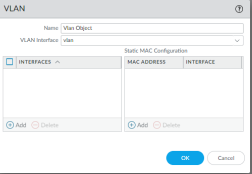 VLAN
Name Vlan Object
VLAN Interface vlan
Static MAC Configuration
INTERFACES
MAC ADDRESS INTERFACE
Add Delete
Add Delete
OK Cancel